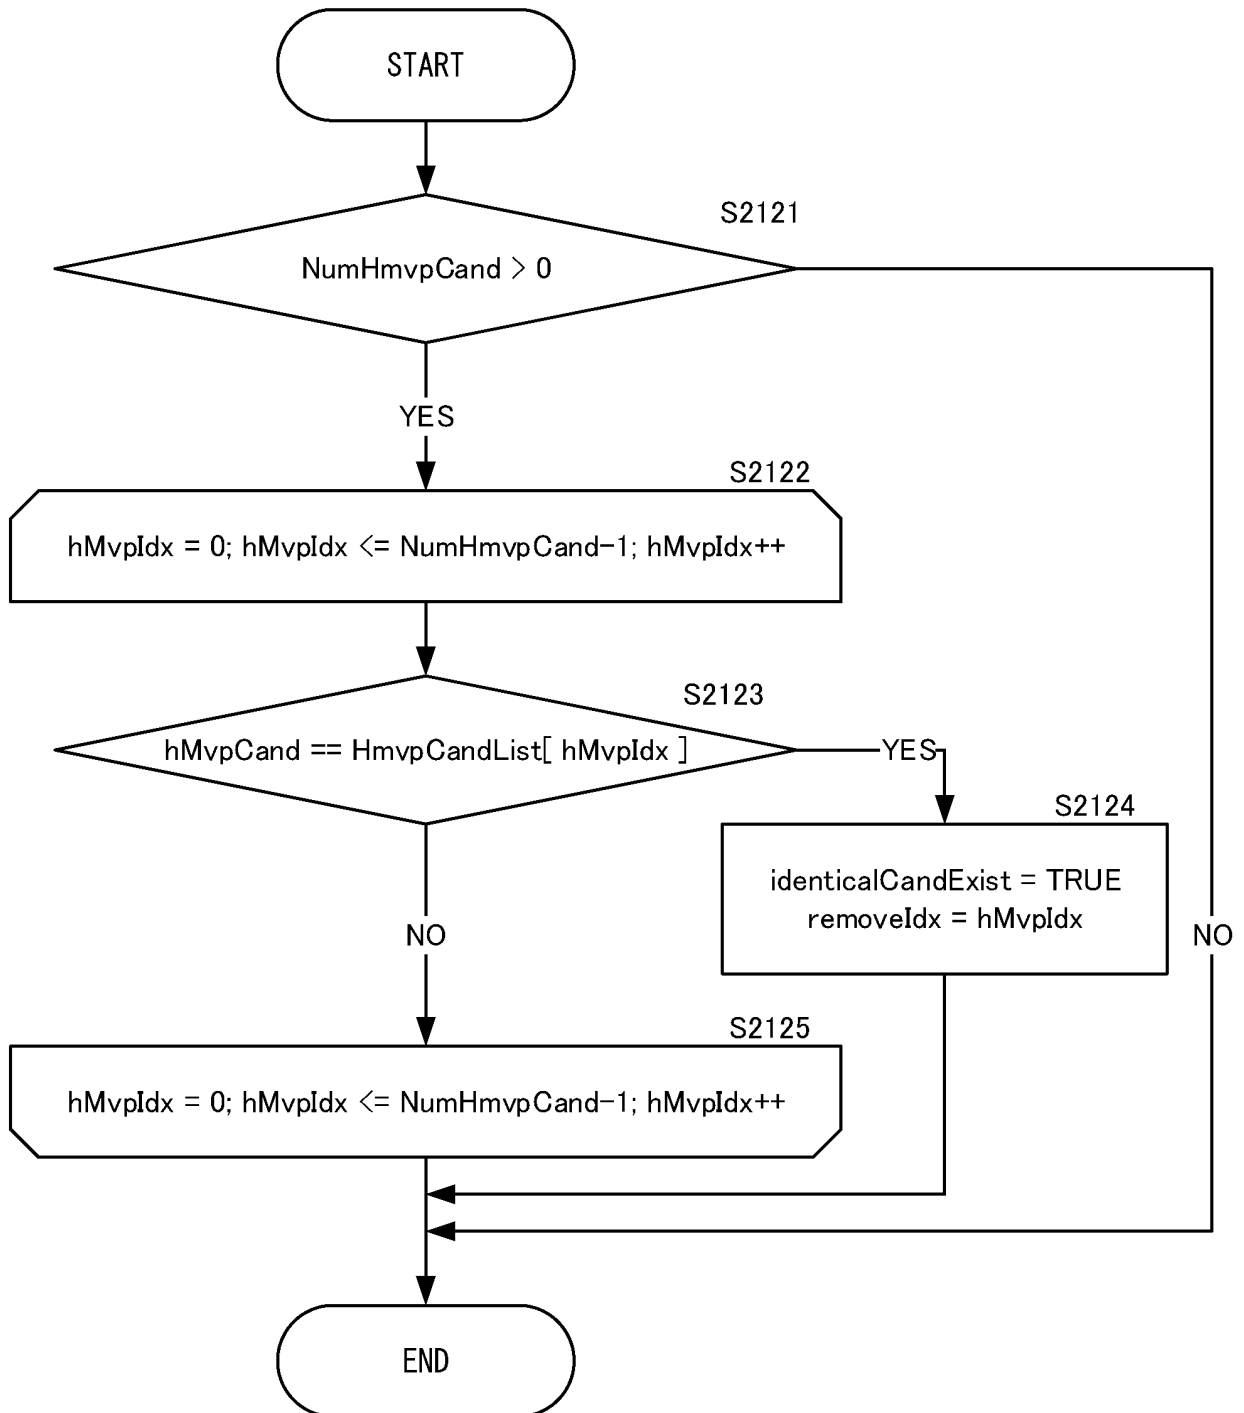 START
S2121
NumHmvpCand > 0
YES
S2122
hMvpIdx = 0; hMvpIdx <= NumHmvpCand-1; hMvpIdx++
S2123
hMvpCand == HmvpCandList[ hMvpIdx ]
YES
S2124
identicalCandExist = TRUE
removeIdx = hMvpIdx
NO
NO
S2125
hMvpIdx = 0; hMvpIdx <= NumHmvpCand-1; hMvpIdx++
END